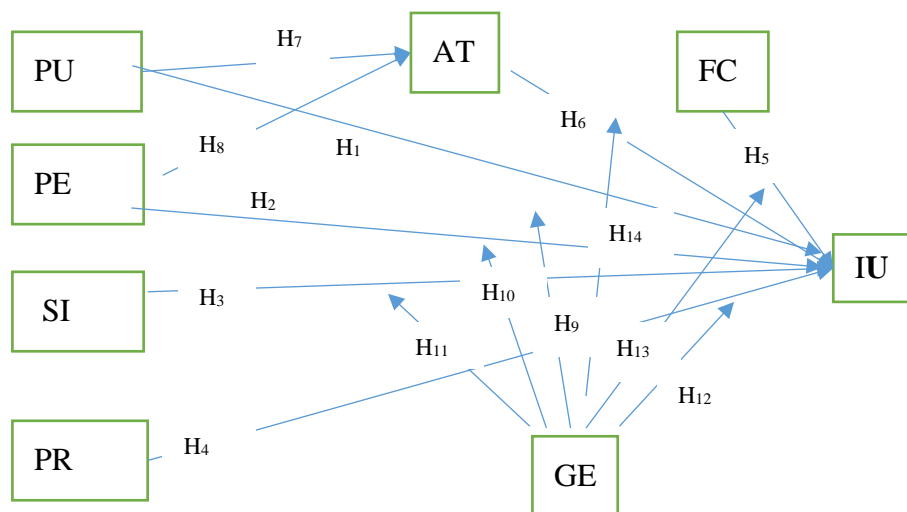 H₇
AT
FC
PU
H₆
H₈
H₁
H₅
PE
H₂
H₁₄
IU
SI
H₃
H₁₀
H₉
H₁₃
H₁₁
H₁₂
PR
H₄
GE